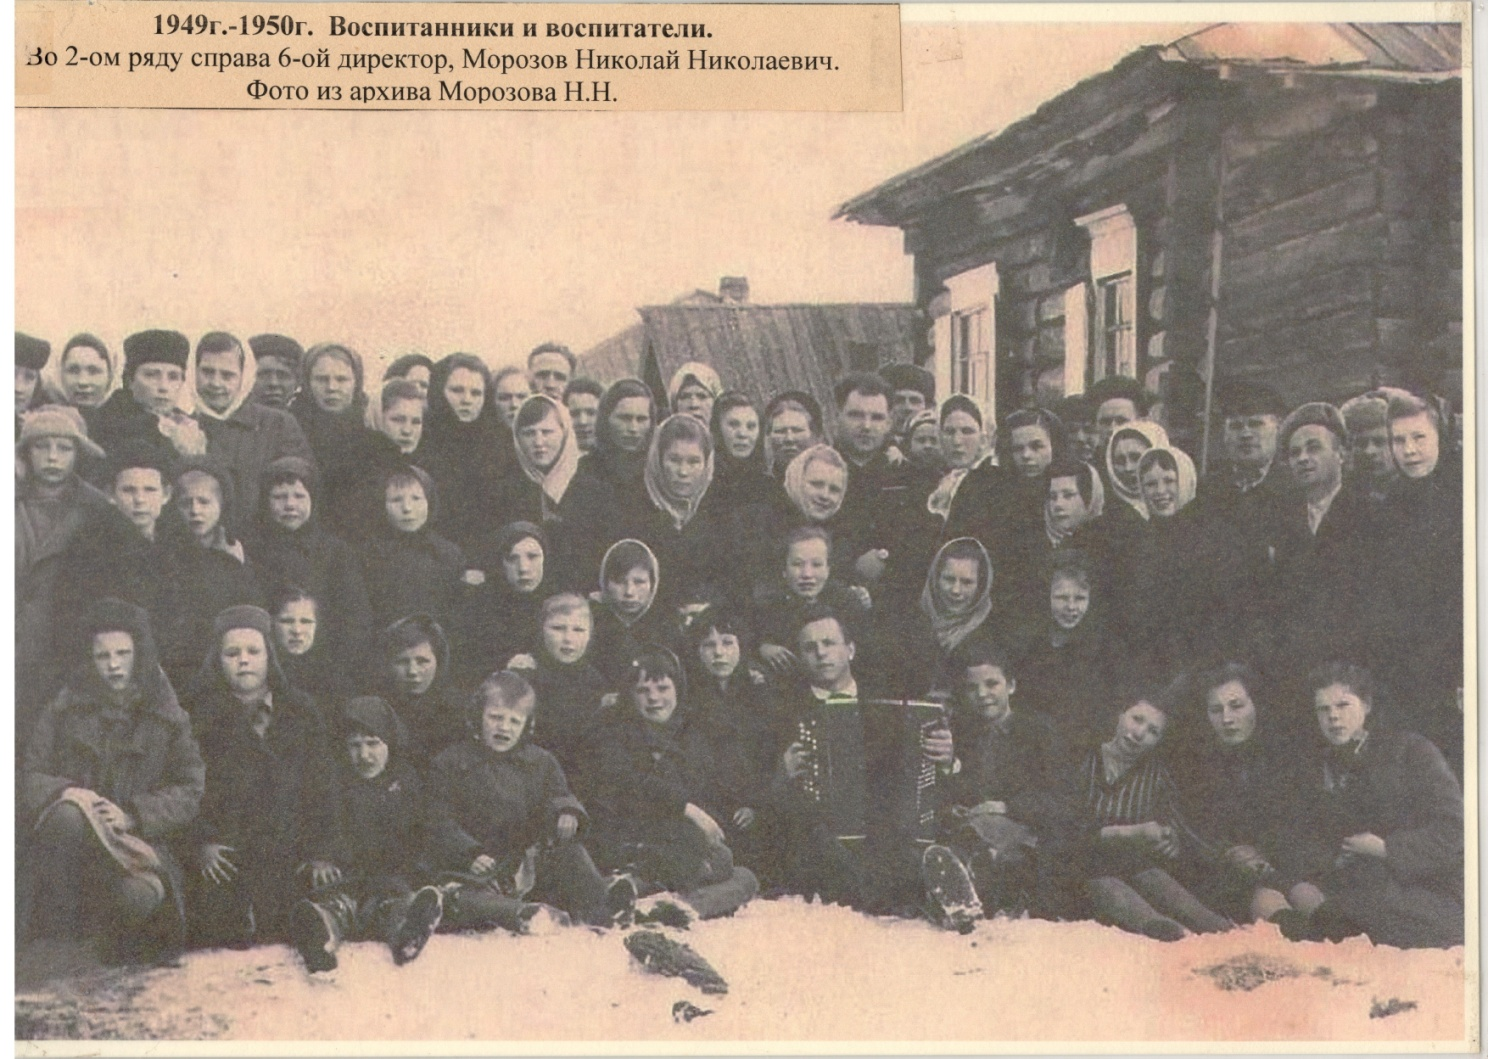 1949г.-1950г. Воспитанники и воспитатели.
Во 2-ом ряду справа 6-ой директор, Морозов Николай Николаевич.
Фото из архива Морозова Н.Н.